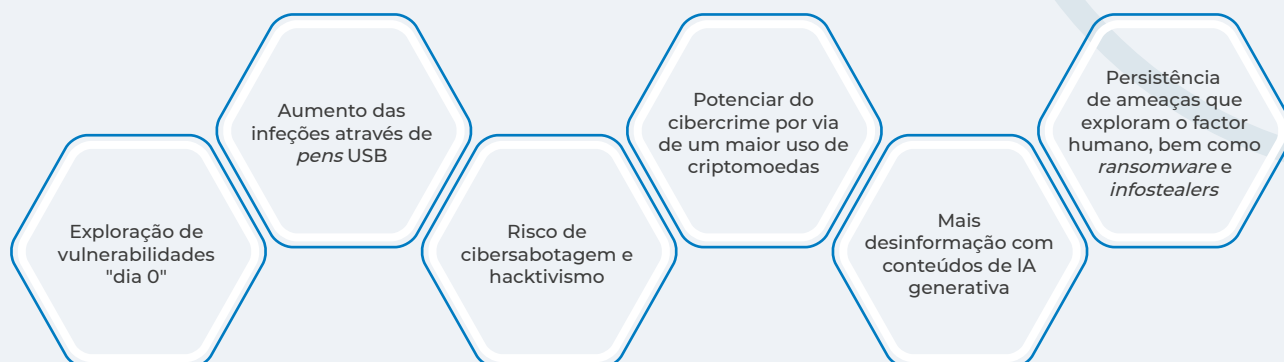 Exploração de
vulnerabilidades
"dia 0"
Aumento das
infeções através de
pens USB
Risco de
cibersabotagem e
hacktivismo
Potenciar do
cibercrime por via
de um maior uso de
criptomoedas
Mais
desinformação com
conteúdos de IA
generativa
Persistência
de ameaças que
exploram o factor
humano, bem como
ransomware e
infostealers